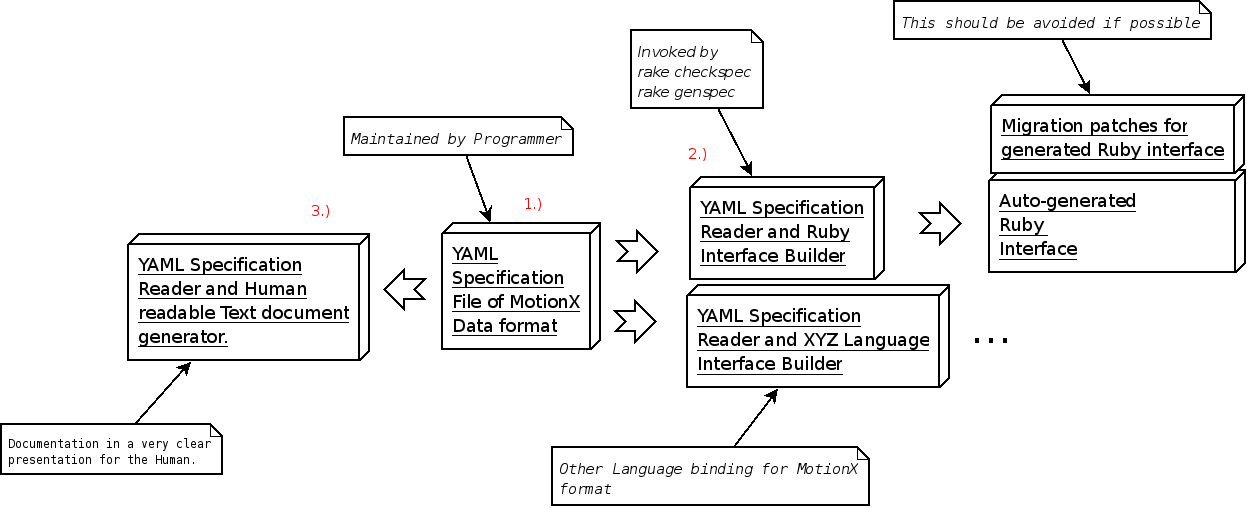 This should be avoided if possible
Invoked by
rake checkspec
rake genspec
Migration patches for
generated Ruby interface
Maintained by Programmer
2.)
YAML Specification
Reader and Ruby
Interface Builder
Auto-generated
Ruby
Interface
3.)
1.)
YAML Specification
Reader and Human
readable Text document
generator.
YAML
Specification
File of MotionX
Data format
YAML Specification
Reader and XYZ Language
Interface Builder
...
Documentation in a very clear
presentation for the Human.
Other Language binding for MotionX
format